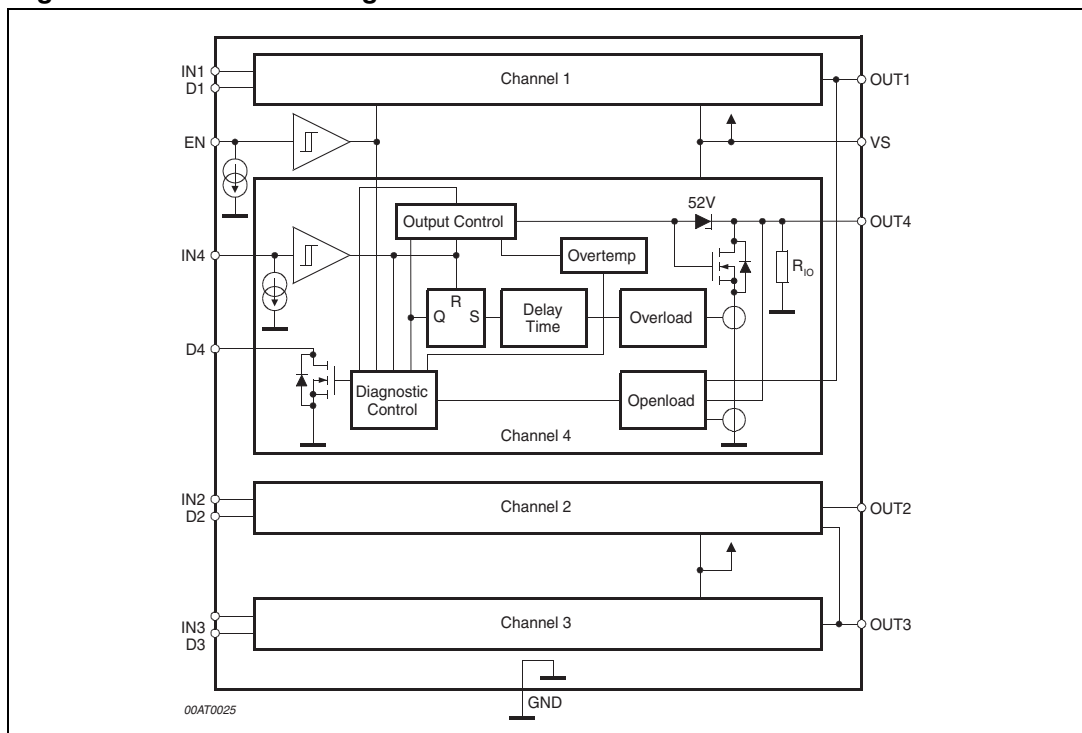 IN1
D1
Channel 1
OUT1
EN
VS
52V
Output Control
OUT4
IN4
Overtemp
R_IO
R
Q S
Delay
Time
Overload
D4
Diagnostic
Control
Openload
Channel 4
IN2
D2
Channel 2
OUT2
IN3
D3
Channel 3
OUT3
GND
00AT0025